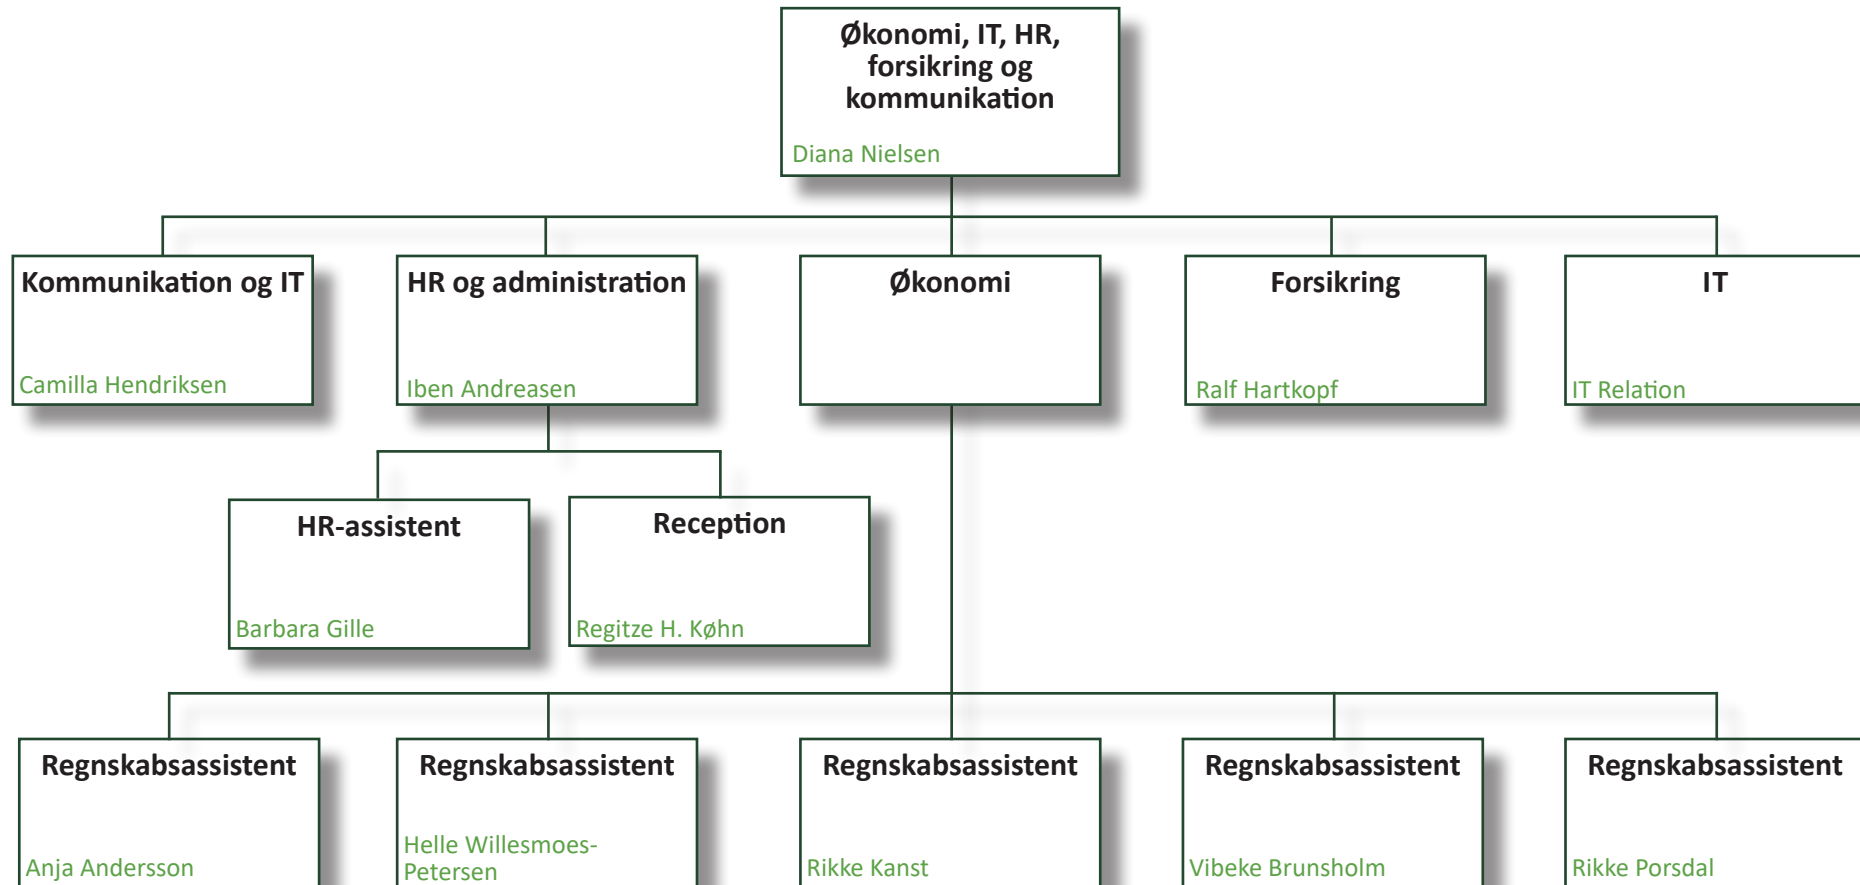 Økonomi, IT, HR,
forsikring og
kommunikation
Diana Nielsen
Kommunikation og IT
Camilla Hendriksen
HR og administration
Iben Andreasen
Økonomi
Forsikring
Ralf Hartkopf
IT
IT Relation
HR-assistent
Barbara Gille
Reception
Regitze H. Køhn
Regnskabsassistent
Anja Andersson
Regnskabsassistent
Helle Willesmoes-
Petersen
Regnskabsassistent
Rikke Kanst
Regnskabsassistent
Vibeke Brunsholm
Regnskabsassistent
Rikke Porsdal